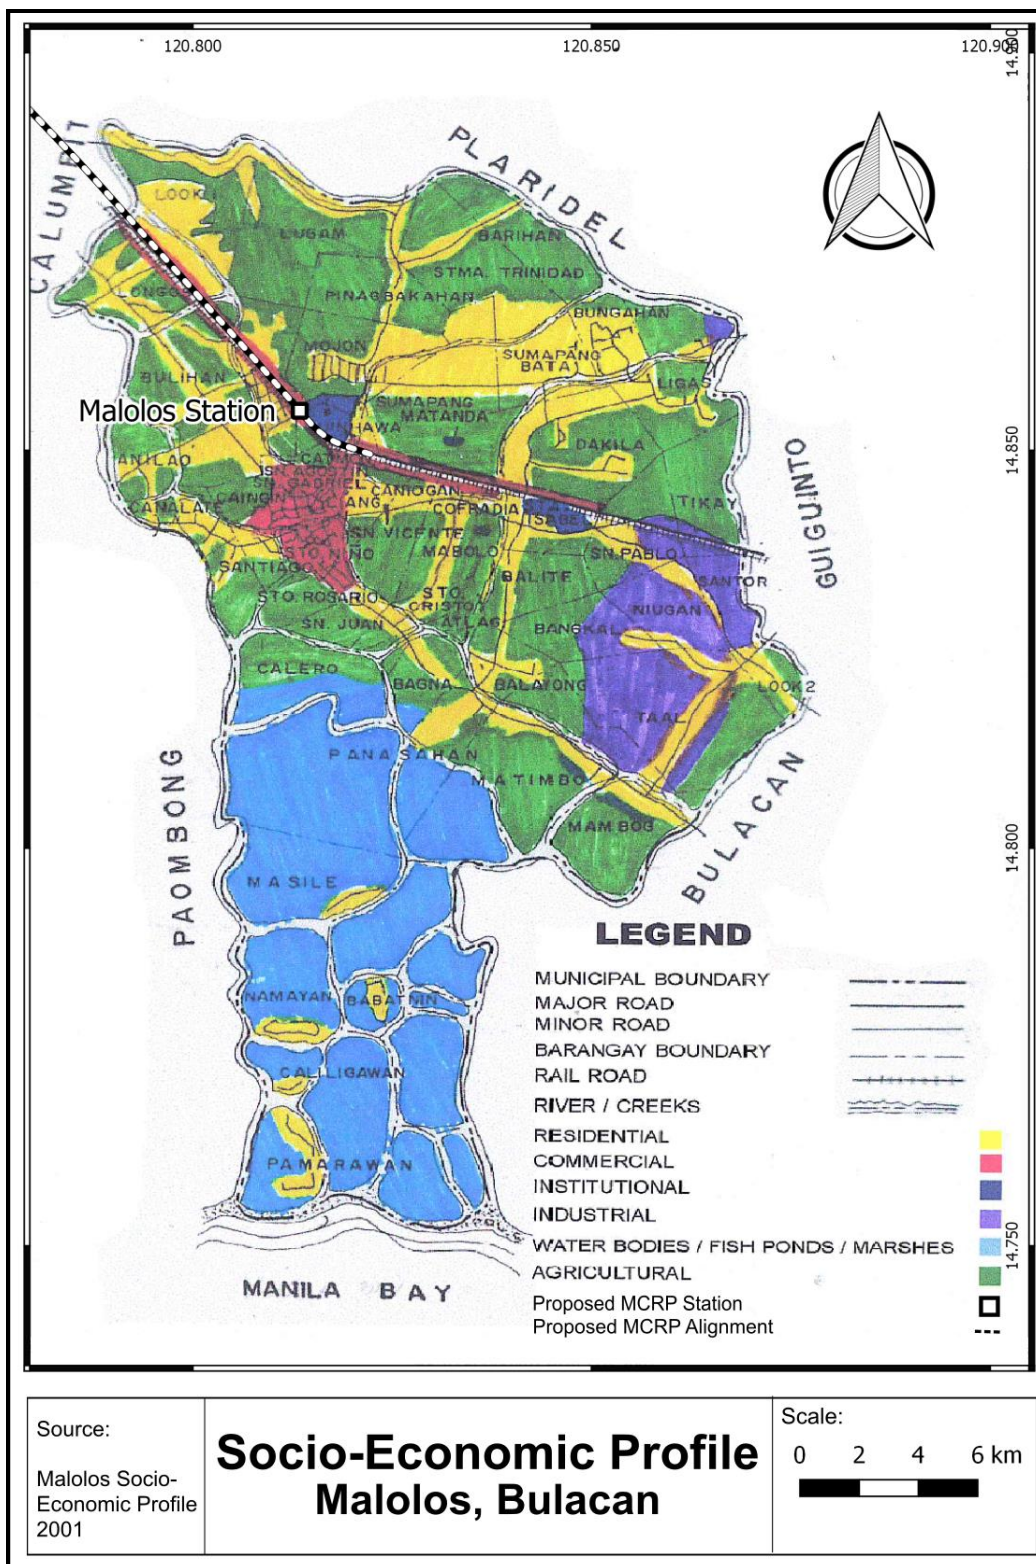 120.800
120.850
120.900
14.900
14.850
14.800
14.750
CALUMPIT
PLARIDEL
GUIGUINTO
BULACAN
PAOMBONG
MANILA BAY
LOOK 1
LUGAM
BARIHAN
STMA. TRINIDAD
PINAGBAKAHAN
LONGOS
BUNGAHAN
MOJON
SUMAPANG
BATA
LIGAS
BULIHAN
Malolos Station
SUMAPANG
MATANDA
DAKILA
ANILAO
TIKAY
CANIOGAN
CAINGIN
CANALATE
COFRADIA
SN. VICENTE
MABOLO
SN. PABLO
SANTIAGO
STO. NIÑO
BALITE
SANTOR
STO. ROSARIO
STO.
CRISTO
NIUGAN
SN. JUAN
ATLAG
BANGKAL
CALERO
BAGNA
BALAYONG
LOOK 2
TAAL
PANASAHAN
MATIMBO
MAMBOG
MASILE
NAMAYAN
BABATNIN
CALILIGAWAN
PAMARAWAN
LEGEND
MUNICIPAL BOUNDARY
MAJOR ROAD
MINOR ROAD
BARANGAY BOUNDARY
RAIL ROAD
RIVER / CREEKS
RESIDENTIAL
COMMERCIAL
INSTITUTIONAL
INDUSTRIAL
WATER BODIES / FISH PONDS / MARSHES
AGRICULTURAL
Proposed MCRP Station
Proposed MCRP Alignment
Source:
Malolos Socio-
Economic Profile
2001
Socio-Economic Profile
Malolos, Bulacan
Scale:
0 2 4 6 km